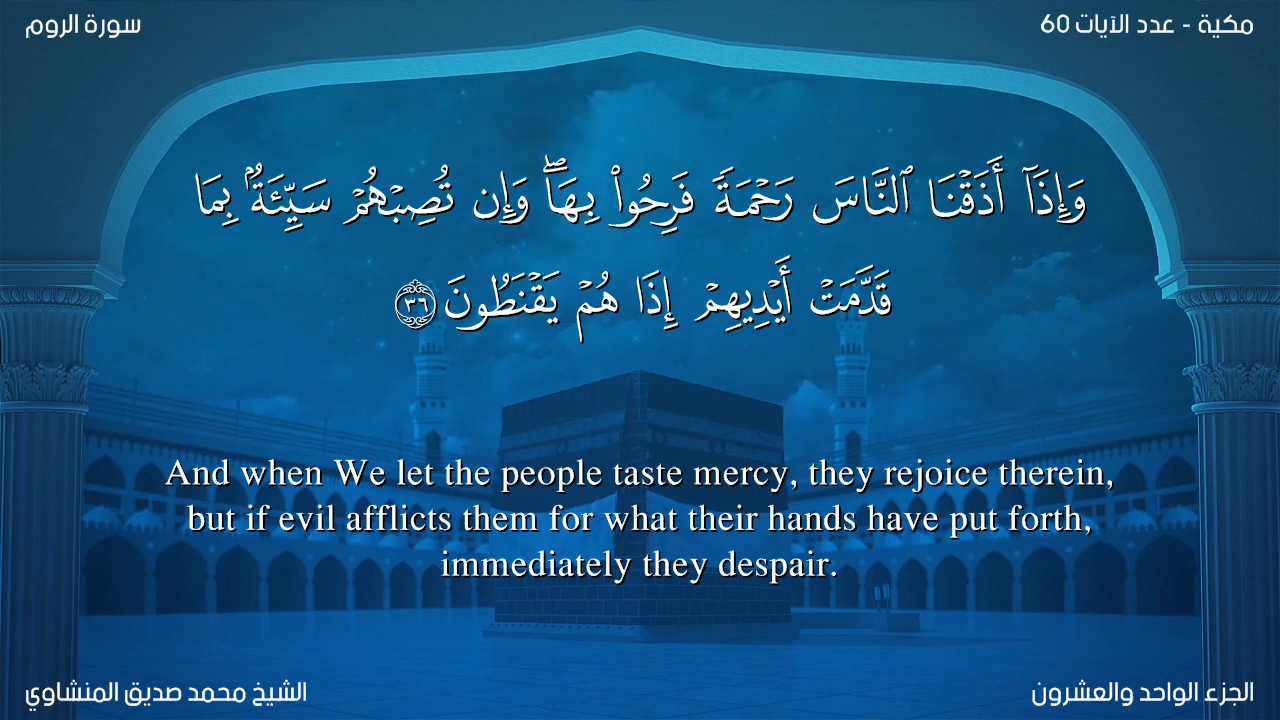 سورة الروم
مكية - عدد الآيات 60
وَإِذَآ أَذَقْنَا ٱلنَّاسَ رَحْمَةً فَرِحُوا۟ بِهَا ۖ وَإِن تُصِبْهُمْ سَيِّئَةٌۢ بِمَا
قَدَّمَتْ أَيْدِيهِمْ إِذَا هُمْ يَقْنَطُونَ ٣٦
And when We let the people taste mercy, they rejoice therein,
but if evil afflicts them for what their hands have put forth,
immediately they despair.
الشيخ محمد صديق المنشاوي
الجزء الواحد والعشرون